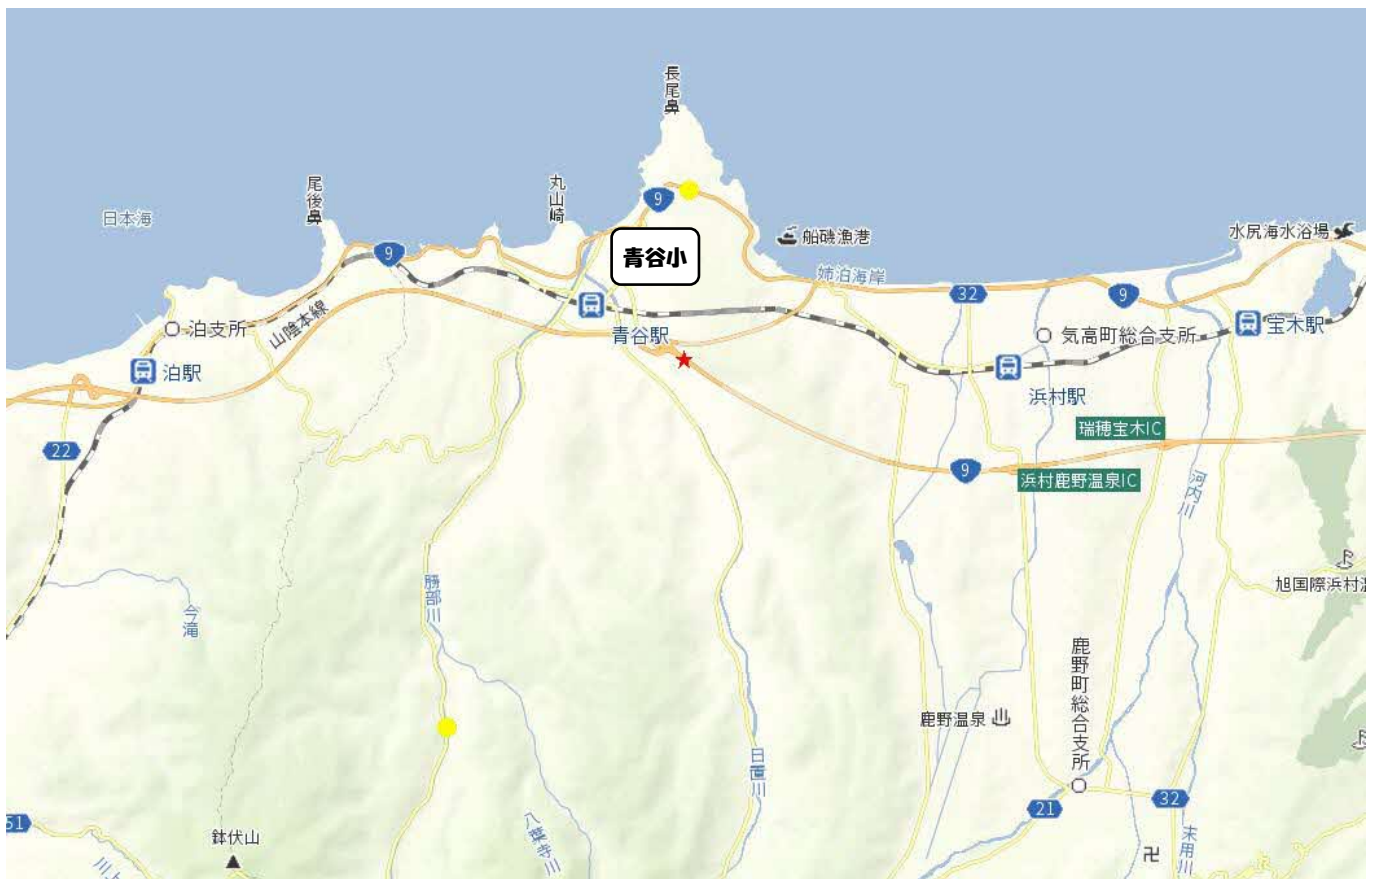 長尾鼻
尾後鼻
丸山崎
9
日本海
船磯漁港
水尻海水浴場
青谷小
9
姉泊海岸
32
9
泊支所
山陰本線
青谷駅
気高町総合支所
宝木駅
泊駅
浜村駅
瑞穂宝木IC
22
9
浜村鹿野温泉IC
河内川
旭国際浜村温
勝部川
今滝
鹿野町総合支所
鹿野温泉
日置川
21
32
51
鉢伏山
八葉寺川
末用川
卍
川上